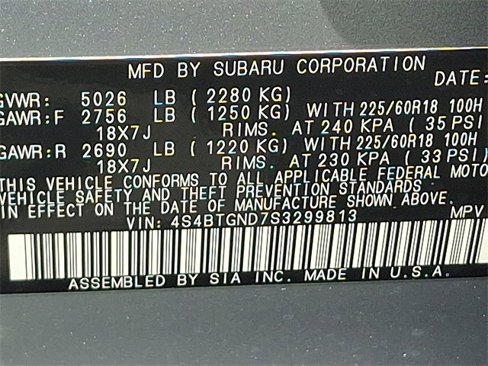 MFD BY SUBARU CORPORATION
DATE:
GVWR: 5026 LB ( 2280 KG)
GAWR:F 2756 LB ( 1250 KG) WITH 225/60R18 100H
18X7J RIMS. AT 240 KPA ( 35 PSI)
GAWR:R 2690 LB ( 1220 KG) WITH 225/60R18 100H
18X7J RIMS. AT 230 KPA ( 33 PSI)
THIS VEHICLE CONFORMS TO ALL APPLICABLE FEDERAL MOTO
VEHICLE SAFETY AND THEFT PREVENTION STANDARDS
IN EFFECT ON THE DATE OF MANUFACTURE SHOWN ABOVE.
VIN: 4S4BTGND7S3299813 MPV
ASSEMBLED BY SIA INC. MADE IN U.S.A.